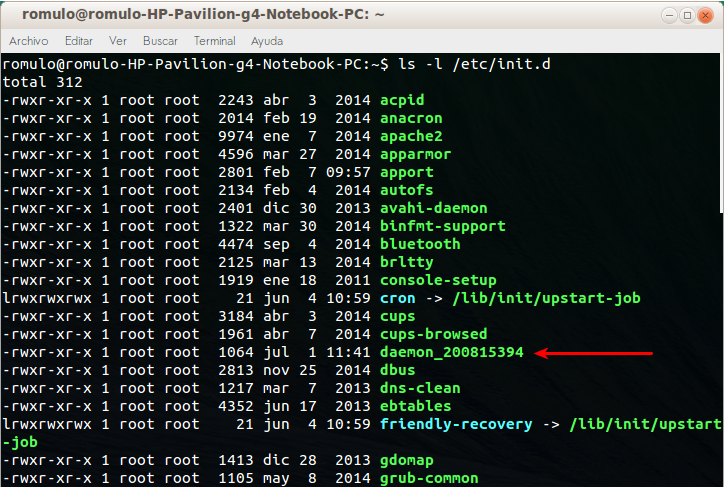 romulo@romulo-HP-Pavilion-g4-Notebook-PC: ~
Archivo Editar Ver Buscar Terminal Ayuda
romulo@romulo-HP-Pavilion-g4-Notebook-PC:~$ ls -l /etc/init.d
total 312
-rwxr-xr-x 1 root root  2243 abr  3  2014 acpid
-rwxr-xr-x 1 root root  2014 feb 19  2014 anacron
-rwxr-xr-x 1 root root  9974 ene  7  2014 apache2
-rwxr-xr-x 1 root root  4596 mar 27  2014 apparmor
-rwxr-xr-x 1 root root  2801 feb  7 09:57 apport
-rwxr-xr-x 1 root root  2134 feb  4  2014 autofs
-rwxr-xr-x 1 root root  2401 dic 30  2013 avahi-daemon
-rwxr-xr-x 1 root root  1322 mar 30  2014 binfmt-support
-rwxr-xr-x 1 root root  4474 sep  4  2014 bluetooth
-rwxr-xr-x 1 root root  2125 mar 13  2014 brltty
-rwxr-xr-x 1 root root  1919 ene 18  2011 console-setup
lrwxrwxrwx 1 root root    21 jun  4 10:59 cron -> /lib/init/upstart-job
-rwxr-xr-x 1 root root  3184 abr  3  2014 cups
-rwxr-xr-x 1 root root  1961 abr  7  2014 cups-browsed
-rwxr-xr-x 1 root root  1064 jul  1 11:41 daemon_200815394
-rwxr-xr-x 1 root root  2813 nov 25  2014 dbus
-rwxr-xr-x 1 root root  1217 mar  7  2013 dns-clean
-rwxr-xr-x 1 root root  4352 jun 17  2013 ebtables
lrwxrwxrwx 1 root root    21 jun  4 10:59 friendly-recovery -> /lib/init/upstart
-job
-rwxr-xr-x 1 root root  1413 dic 28  2013 gdomap
-rwxr-xr-x 1 root root  1105 may  8  2014 grub-common